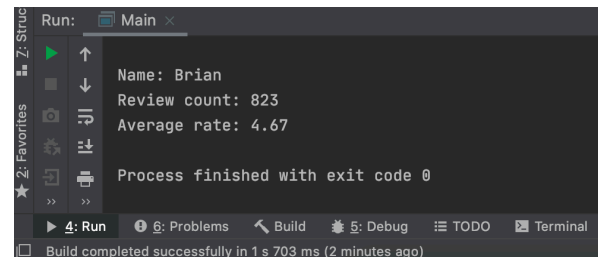 Run: Main
Z: Struc
2: Favorites
Name: Brian
Review count: 823
Average rate: 4.67
Process finished with exit code 0
4: Run 6: Problems Build 5: Debug TODO Terminal
Build completed successfully in 1 s 703 ms (2 minutes ago)